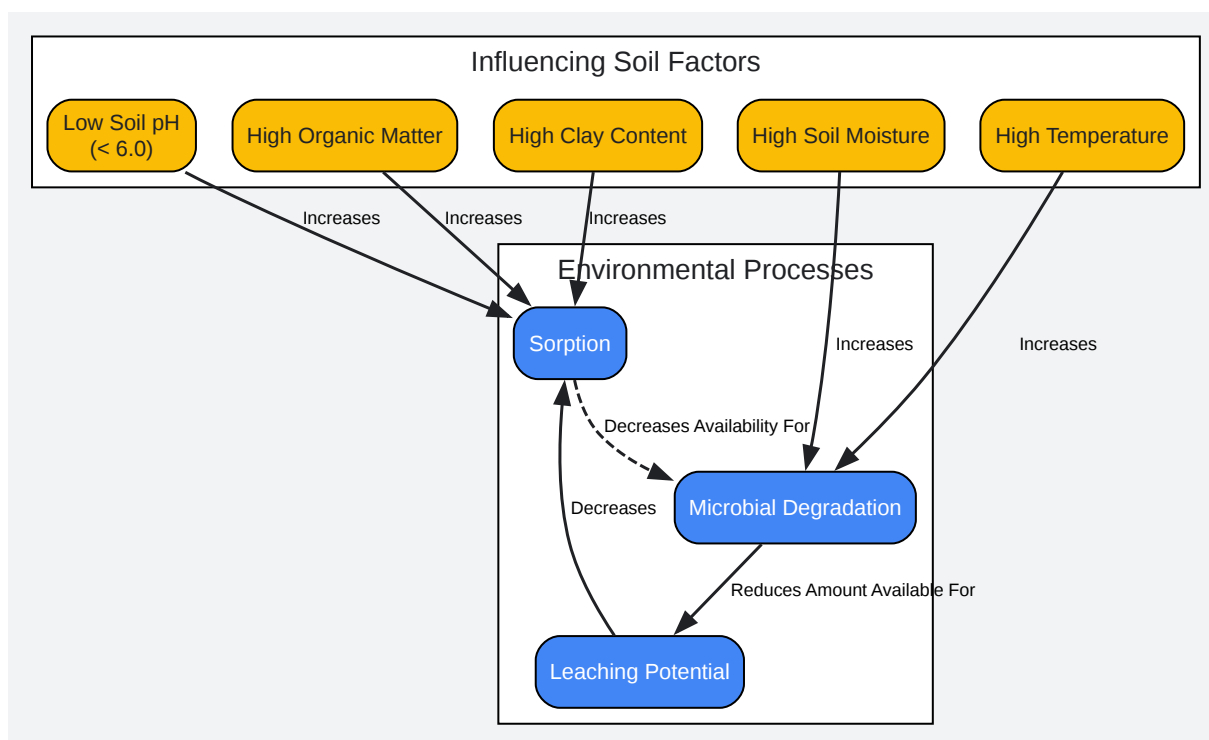 Influencing Soil Factors
Low Soil pH
(< 6.0)
High Organic Matter
High Clay Content
High Soil Moisture
High Temperature
Increases
Increases
Increases
Environmental Processes
Sorption
Increases
Increases
Decreases Availability For
Decreases
Microbial Degradation
Reduces Amount Available For
Leaching Potential